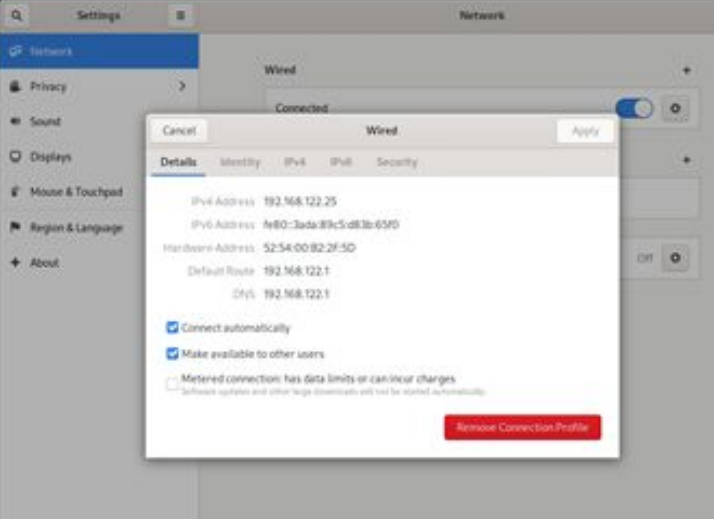 Settings
Network
Network
Privacy
Sound
Displays
Mouse & Touchpad
Region & Language
About
Wired
Connected
Off
Cancel
Wired
Apply
Details Identity IPv4 IPv6 Security
IPv4 Address 192.168.122.25
IPv6 Address fe80::3ada:89c5:d83b:65f0
Hardware Address 52:54:00:B2:2F:5D
Default Route 192.168.122.1
DNS 192.168.122.1
Connect automatically
Make available to other users
Metered connection: has data limits or can incur charges
Software updates and other large downloads will not be started automatically.
Remove Connection Profile